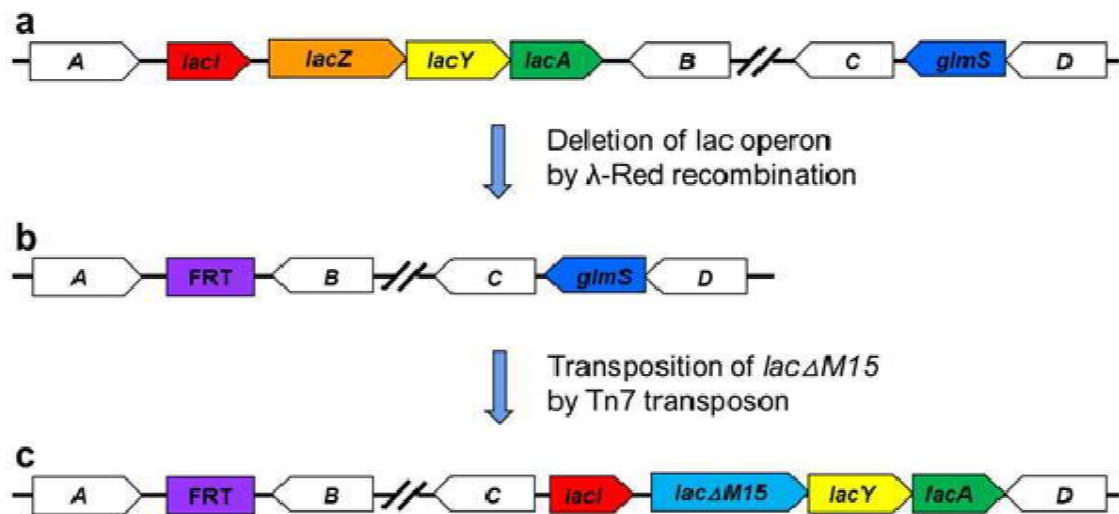 a
A lacI lacZ lacY lacA B C glmS D
Deletion of lac operon
by λ-Red recombination
b
A FRT B C glmS D
Transposition of lacΔM15
by Tn7 transposon
c
A FRT B C lacI lacΔM15 lacY lacA D